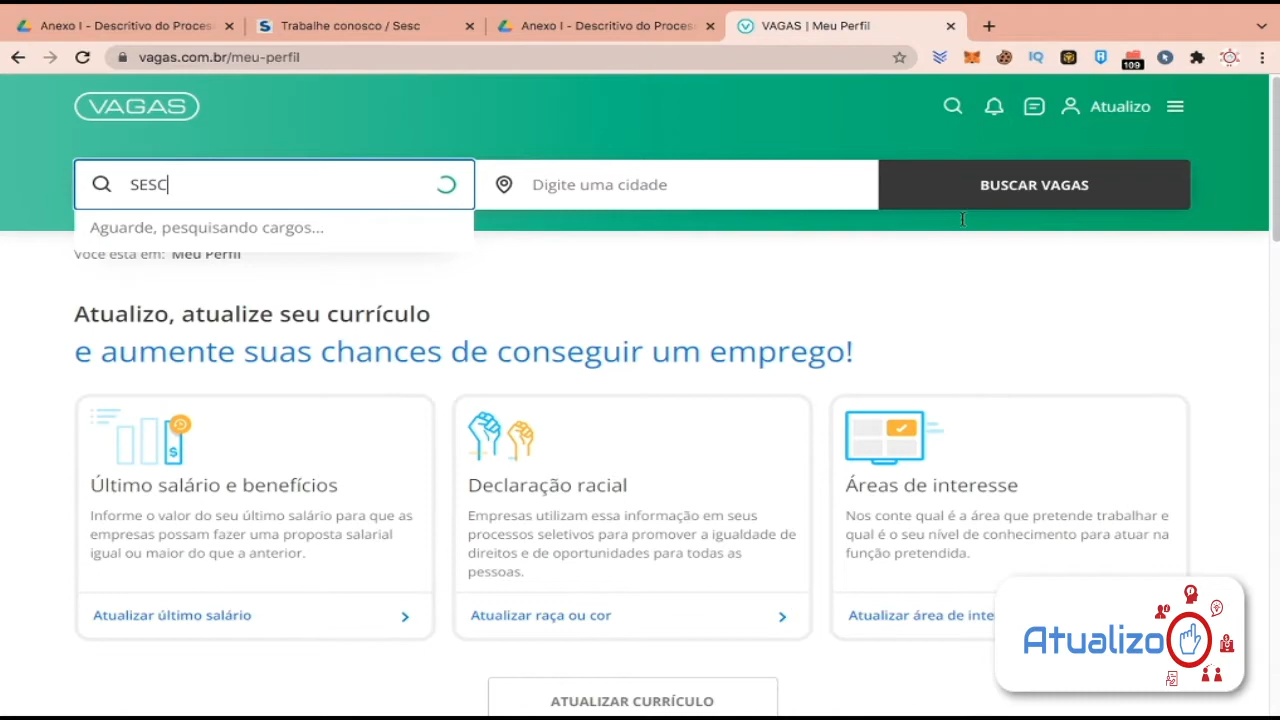 Anexo I - Descritivo do Proces
Trabalhe conosco / Sesc
Anexo I - Descritivo do Proces
VAGAS | Meu Perfil
vagas.com.br/meu-perfil
IQ
109
VAGAS
Atualizo
SESC
Digite uma cidade
BUSCAR VAGAS
Aguarde, pesquisando cargos...
Você está em: Meu Perfil
Atualizo, atualize seu currículo
e aumente suas chances de conseguir um emprego!
Último salário e benefícios
Informe o valor do seu último salário para que as
empresas possam fazer uma proposta salarial
igual ou maior do que a anterior.
Atualizar último salário
Declaração racial
Empresas utilizam essa informação em seus
processos seletivos para promover a igualdade de
direitos e de oportunidades para todas as
pessoas.
Atualizar raça ou cor
Áreas de interesse
Nos conte qual é a área que pretende trabalhar e
qual é o seu nível de conhecimento para atuar na
função pretendida.
Atualizar área de inte
Atualizo
ATUALIZAR CURRÍCULO